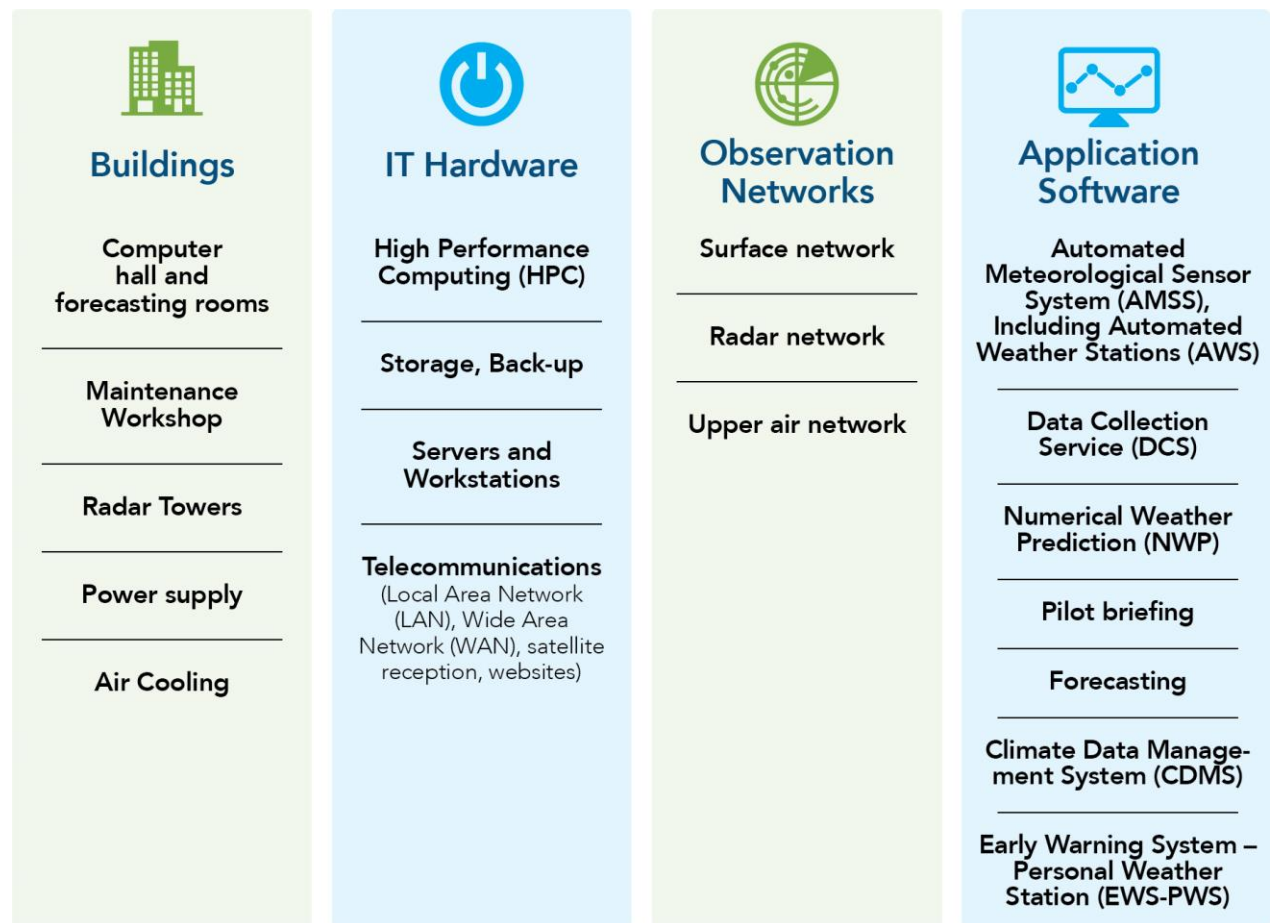 Buildings
Computer
hall and
forecasting rooms
Maintenance
Workshop
Radar Towers
Power supply
Air Cooling
IT Hardware
High Performance
Computing (HPC)
Storage, Back-up
Servers and
Workstations
Telecommunications
(Local Area Network
(LAN), Wide Area
Network (WAN), satellite
reception, websites)
Observation
Networks
Surface network
Radar network
Upper air network
Application
Software
Automated
Meteorological Sensor
System (AMSS),
Including Automated
Weather Stations (AWS)
Data Collection
Service (DCS)
Numerical Weather
Prediction (NWP)
Pilot briefing
Forecasting
Climate Data Manage-
ment System (CDMS)
Early Warning System –
Personal Weather
Station (EWS-PWS)